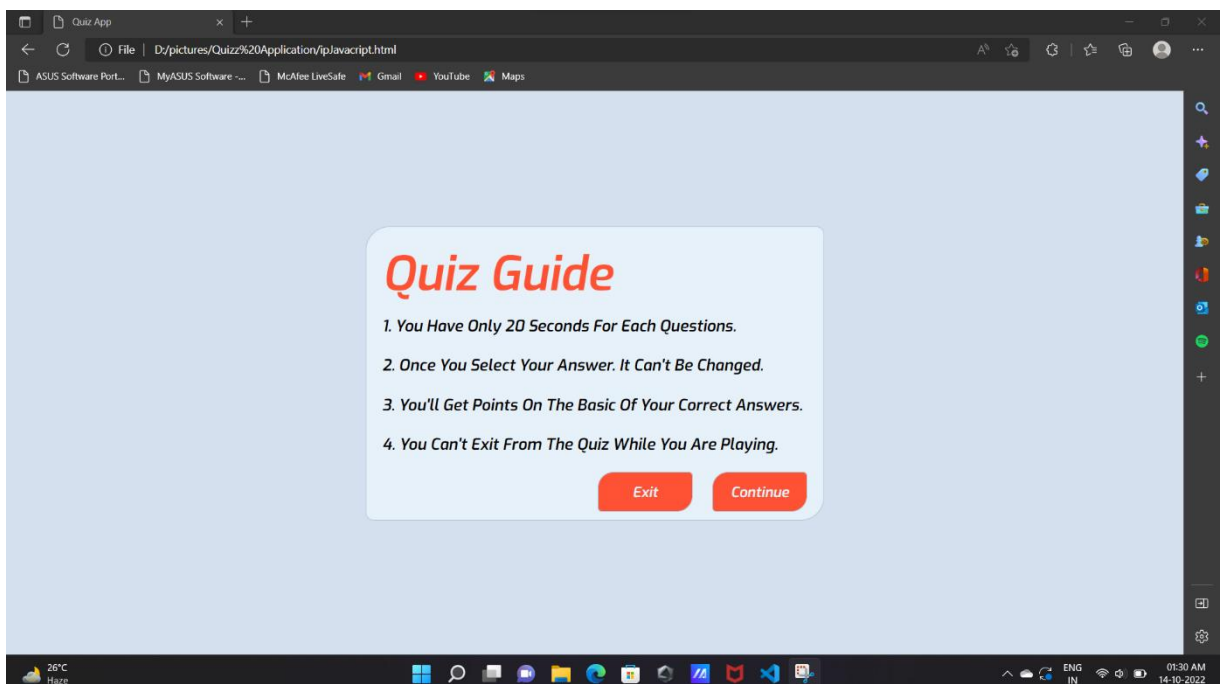 Quiz App
File | D:/pictures/Quizz%20Application/ipJavacript.html
ASUS Software Port... MyASUS Software -... McAfee LiveSafe Gmail YouTube Maps
Quiz Guide
1. You Have Only 20 Seconds For Each Questions.
2. Once You Select Your Answer. It Can't Be Changed.
3. You'll Get Points On The Basic Of Your Correct Answers.
4. You Can't Exit From The Quiz While You Are Playing.
Exit Continue
26°C
Haze
ENG
IN
01:30 AM
14-10-2022